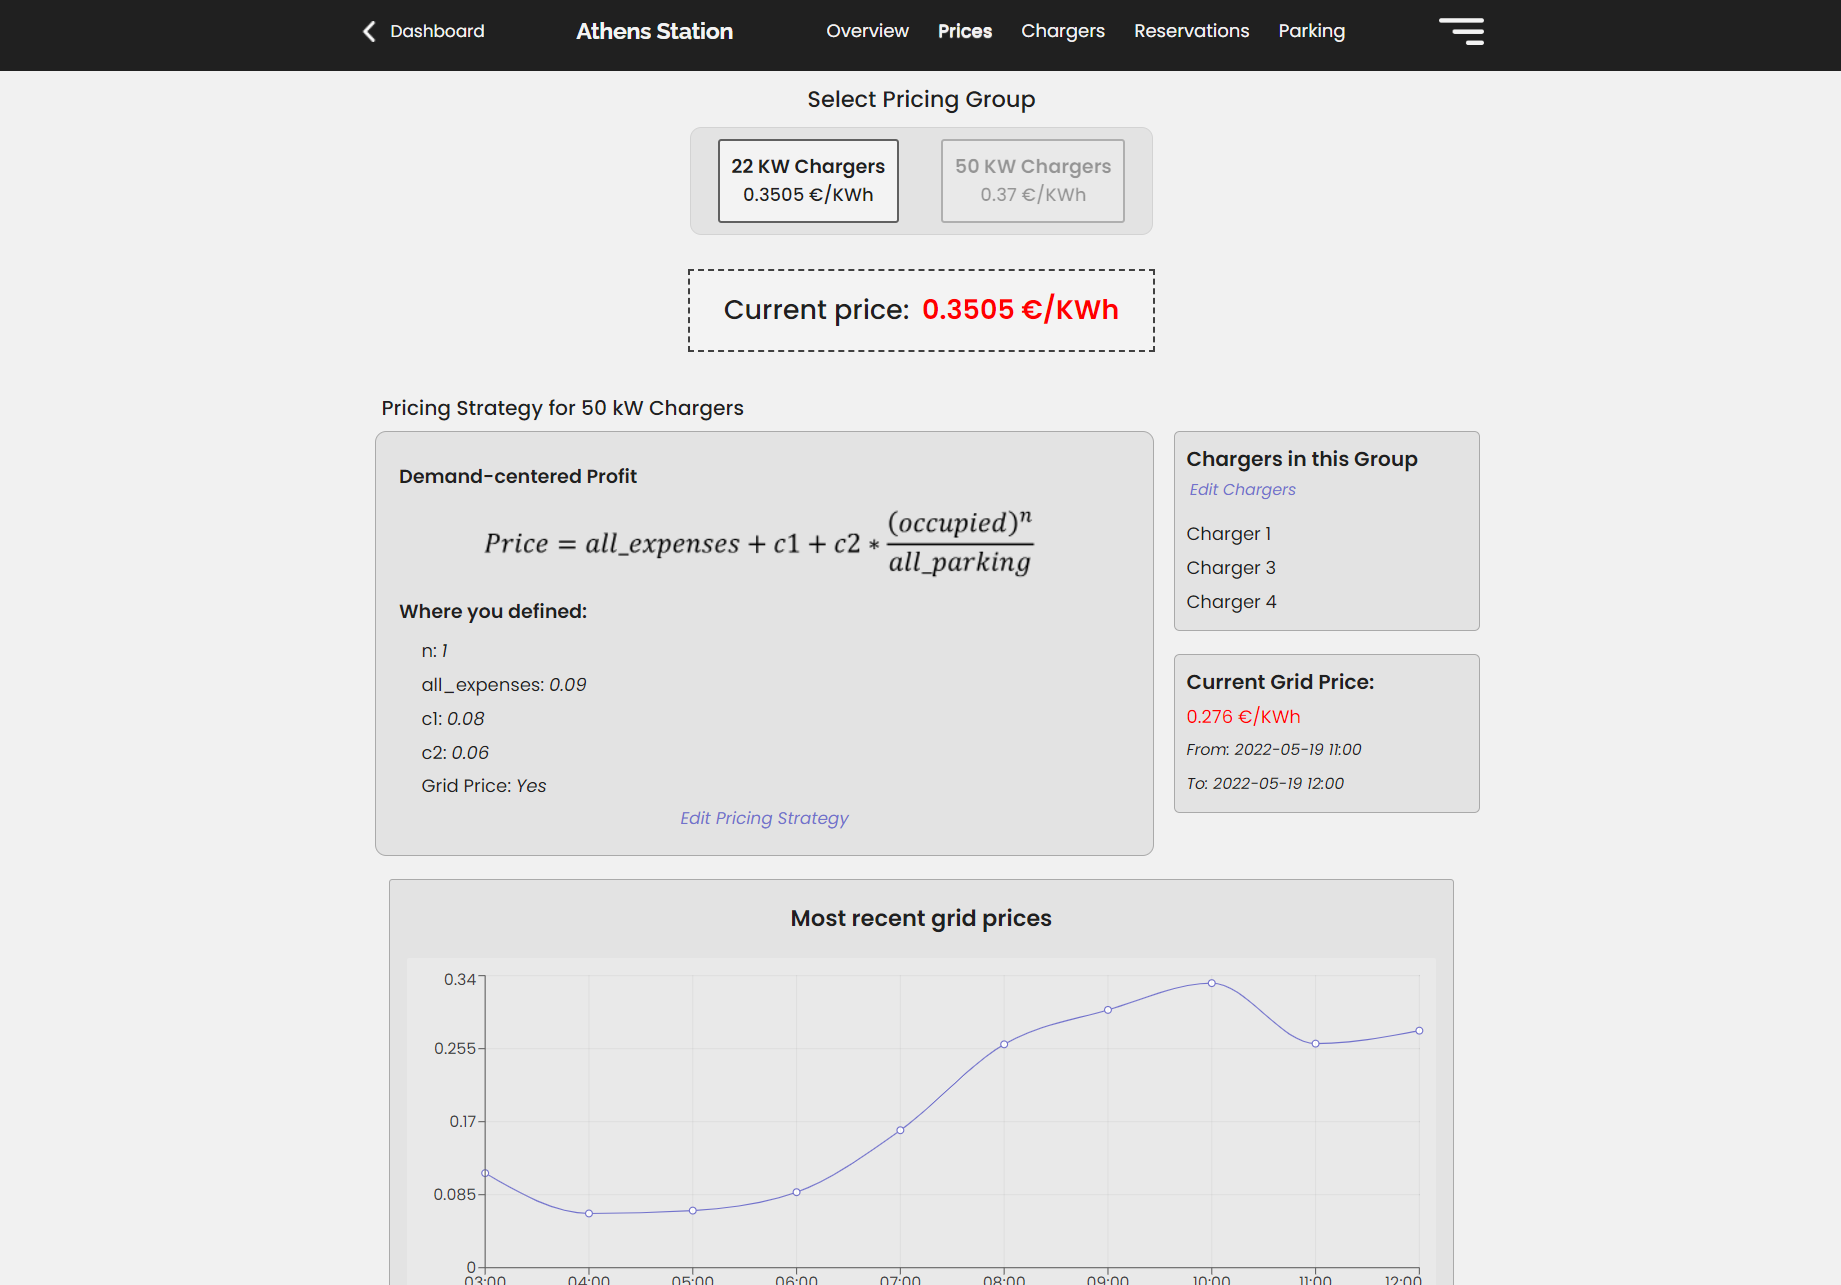 Dashboard
Athens Station
Overview Prices Chargers Reservations Parking
Select Pricing Group
22 KW Chargers
0.3505 €/KWh
50 KW Chargers
0.37 €/KWh
Current price: 0.3505 €/KWh
Pricing Strategy for 50 kW Chargers
Demand-centered Profit
Price = all_expenses + c1 + c2 * (occupied)^n / all_parking
Where you defined:
n: 1
all_expenses: 0.09
c1: 0.08
c2: 0.06
Grid Price: Yes
Edit Pricing Strategy
Chargers in this Group
Edit Chargers
Charger 1
Charger 3
Charger 4
Current Grid Price:
0.276 €/KWh
From: 2022-05-19 11:00
To: 2022-05-19 12:00
Most recent grid prices
0.34
0.255
0.17
0.085
0
03:00 04:00 05:00 06:00 07:00 08:00 09:00 10:00 11:00 12:00